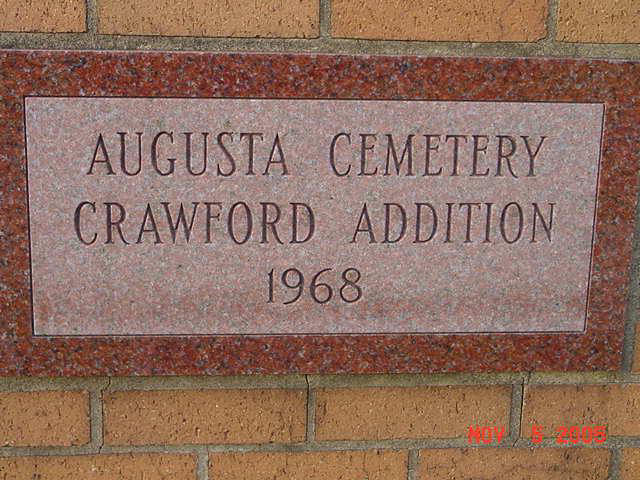 AUGUSTA CEMETERY
CRAWFORD ADDITION
1968
NOV 5 2005